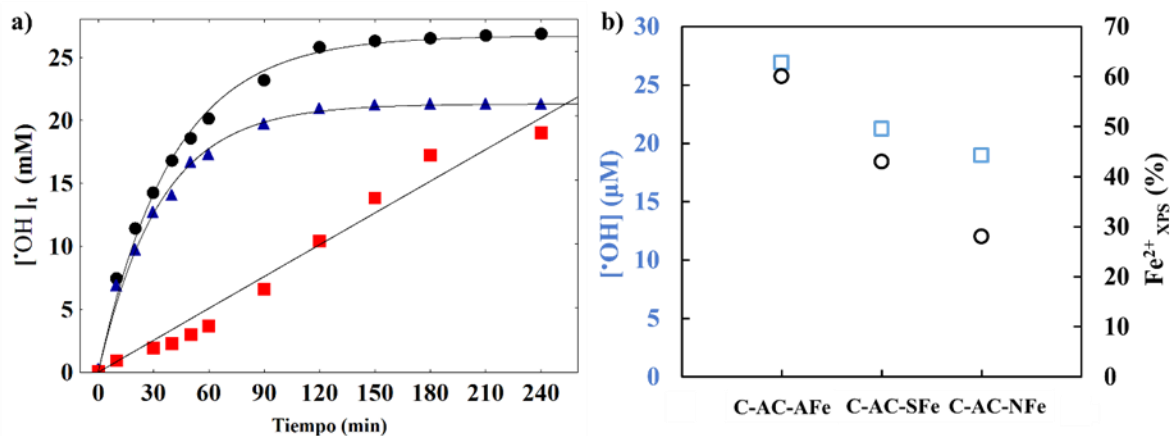 a)
[•OH ]t (mM)
25
20
15
10
5
0
0 30 60 90 120 150 180 210 240
Tiempo (min)
b)
[•OH] (µM)
30
25
20
15
10
5
0
70
60
50
40
30
20
10
0
Fe2+ XPS (%)
C-AC-AFe C-AC-SFe C-AC-NFe